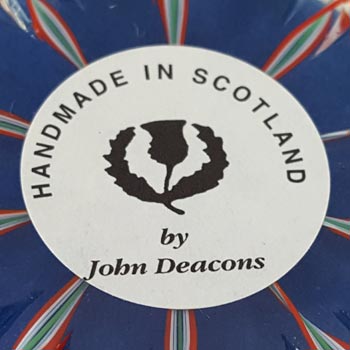 HANDMADE IN SCOTLAND
by
John Deacons